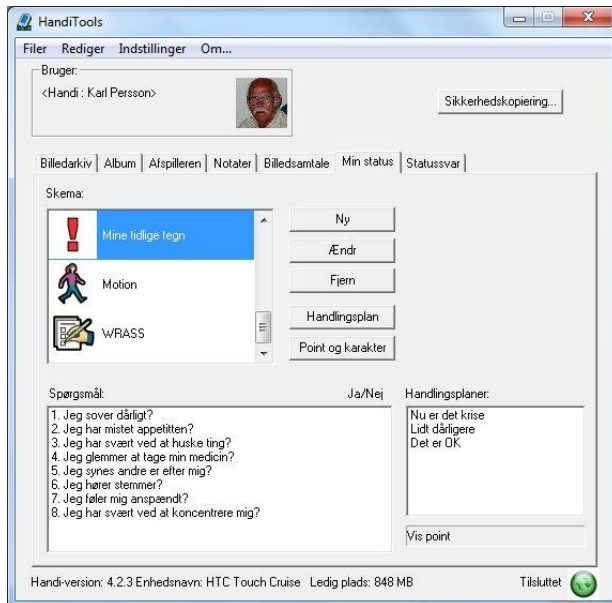 HandiTools
Filer Rediger Indstillinger Om...
Bruger:
<Handi : Karl Persson>
Sikkerhedskopiering...
Billedarkiv Album Afspilleren Notater Billedsamtale Min status Statussvar
Skema:
Mine tidlige tegn
Motion
WRASS
Ny
Ændr
Fjern
Handlingsplan
Point og karakter
Spørgsmål: Ja/Nej
1. Jeg sover dårligt?
2. Jeg har mistet appetitten?
3. Jeg har svært ved at huske ting?
4. Jeg glemmer at tage min medicin?
5. Jeg synes andre er efter mig?
6. Jeg hører stemmer?
7. Jeg føler mig anspændt?
8. Jeg har svært ved at koncentrere mig?
Handlingsplaner:
Nu er det krise
Lidt dårligere
Det er OK
Vis point
Handi-version: 4.2.3 Enhedsnavn: HTC Touch Cruise Ledig plads: 848 MB Tilsluttet